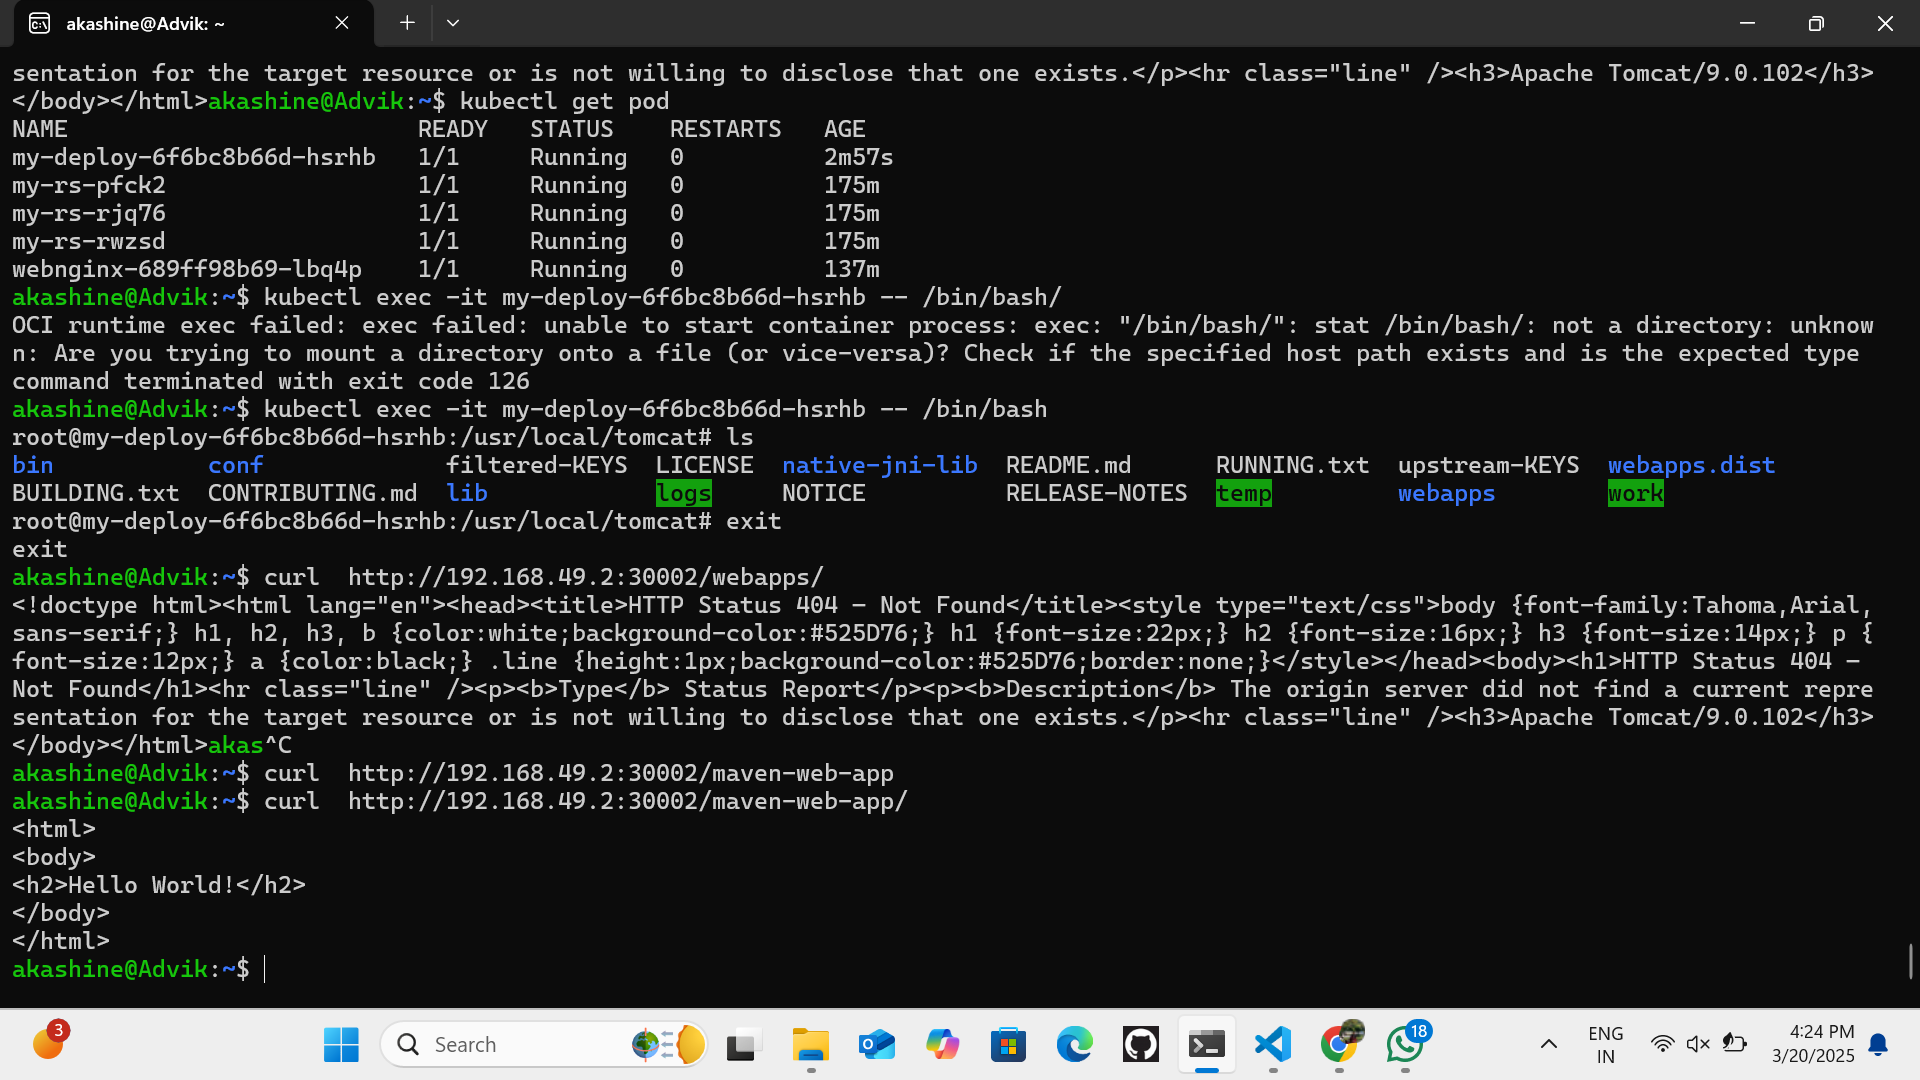 akashine@Advik: ~
sentation for the target resource or is not willing to disclose that one exists.</p><hr class="line" /><h3>Apache Tomcat/9.0.102</h3>
</body></html>akashine@Advik:~$ kubectl get pod
NAME READY STATUS RESTARTS AGE
my-deploy-6f6bc8b66d-hsrhb 1/1 Running 0 2m57s
my-rs-pfck2 1/1 Running 0 175m
my-rs-rjq76 1/1 Running 0 175m
my-rs-rwzsd 1/1 Running 0 175m
webnginx-689ff98b69-lbq4p 1/1 Running 0 137m
akashine@Advik:~$ kubectl exec -it my-deploy-6f6bc8b66d-hsrhb -- /bin/bash/
OCI runtime exec failed: exec failed: unable to start container process: exec: "/bin/bash/": stat /bin/bash/: not a directory: unknow
n: Are you trying to mount a directory onto a file (or vice-versa)? Check if the specified host path exists and is the expected type
command terminated with exit code 126
akashine@Advik:~$ kubectl exec -it my-deploy-6f6bc8b66d-hsrhb -- /bin/bash
root@my-deploy-6f6bc8b66d-hsrhb:/usr/local/tomcat# ls
bin conf filtered-KEYS LICENSE native-jni-lib README.md RUNNING.txt upstream-KEYS webapps.dist
BUILDING.txt CONTRIBUTING.md lib logs NOTICE RELEASE-NOTES temp webapps work
root@my-deploy-6f6bc8b66d-hsrhb:/usr/local/tomcat# exit
exit
akashine@Advik:~$ curl  http://192.168.49.2:30002/webapps/
<!doctype html><html lang="en"><head><title>HTTP Status 404 – Not Found</title><style type="text/css">body {font-family:Tahoma,Arial,
sans-serif;} h1, h2, h3, b {color:white;background-color:#525D76;} h1 {font-size:22px;} h2 {font-size:16px;} h3 {font-size:14px;} p {
font-size:12px;} a {color:black;} .line {height:1px;background-color:#525D76;border:none;}</style></head><body><h1>HTTP Status 404 –
Not Found</h1><hr class="line" /><p><b>Type</b> Status Report</p><p><b>Description</b> The origin server did not find a current repre
sentation for the target resource or is not willing to disclose that one exists.</p><hr class="line" /><h3>Apache Tomcat/9.0.102</h3>
</body></html>akas^C
akashine@Advik:~$ curl  http://192.168.49.2:30002/maven-web-app
akashine@Advik:~$ curl  http://192.168.49.2:30002/maven-web-app/
<html>
<body>
<h2>Hello World!</h2>
</body>
</html>
akashine@Advik:~$
3
Search
18
ENG
IN
4:24 PM
3/20/2025